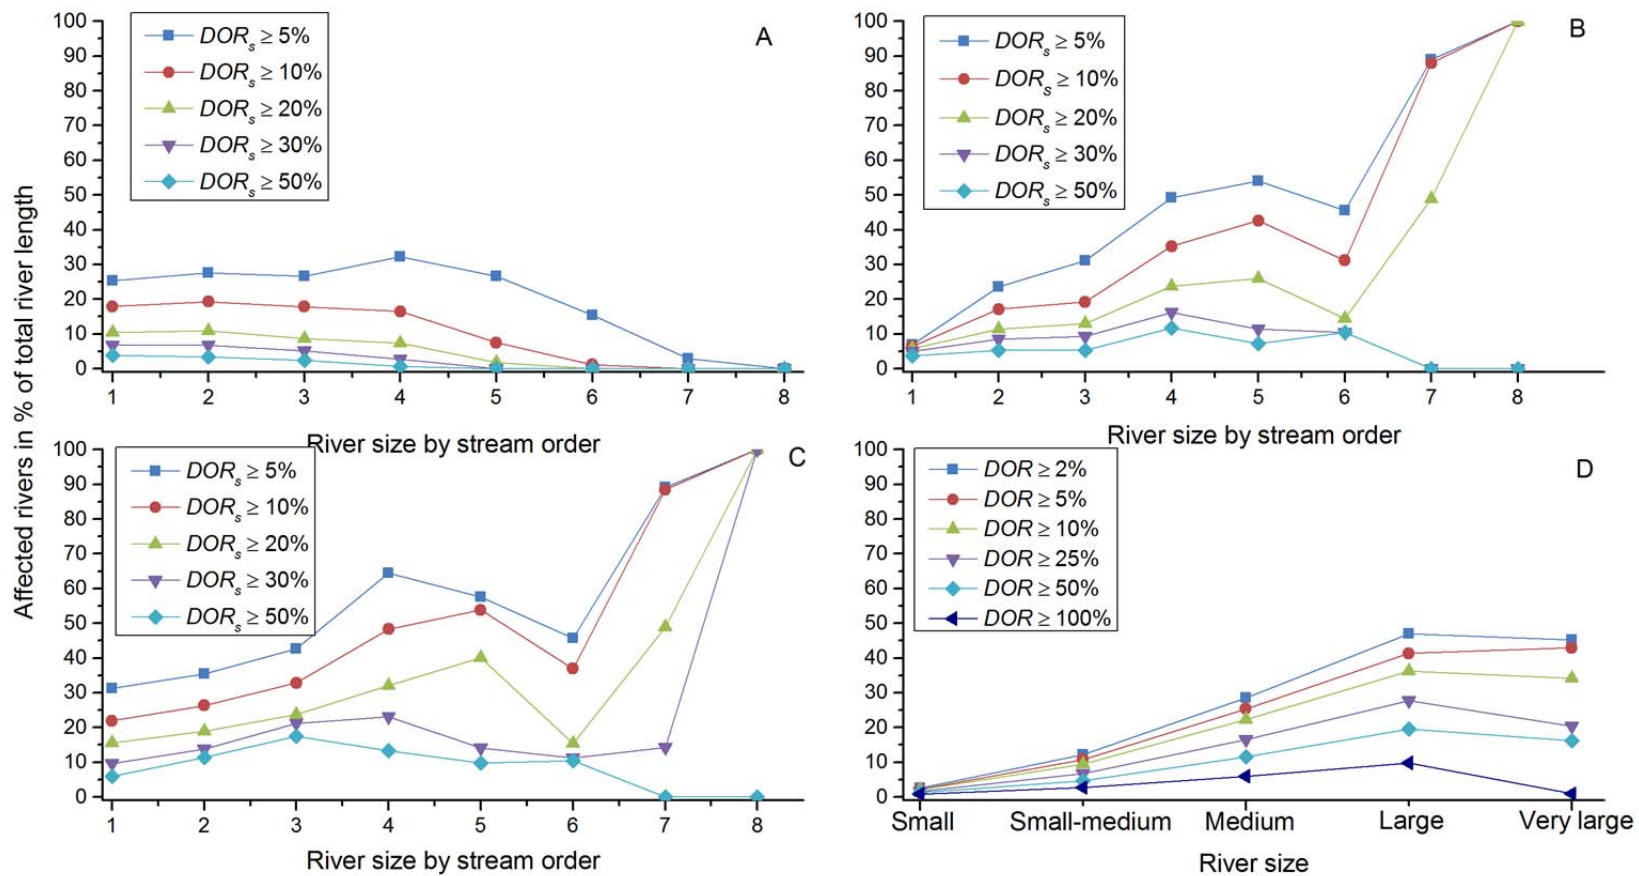 Affected rivers in % of total river length
A
DORs ≥ 5%
DORs ≥ 10%
DORs ≥ 20%
DORs ≥ 30%
DORs ≥ 50%
100
90
80
70
60
50
40
30
20
10
0
1 2 3 4 5 6 7 8
River size by stream order
B
DORs ≥ 5%
DORs ≥ 10%
DORs ≥ 20%
DORs ≥ 30%
DORs ≥ 50%
100
90
80
70
60
50
40
30
20
10
0
1 2 3 4 5 6 7 8
River size by stream order
C
DORs ≥ 5%
DORs ≥ 10%
DORs ≥ 20%
DORs ≥ 30%
DORs ≥ 50%
100
90
80
70
60
50
40
30
20
10
0
1 2 3 4 5 6 7 8
River size by stream order
D
DOR ≥ 2%
DOR ≥ 5%
DOR ≥ 10%
DOR ≥ 25%
DOR ≥ 50%
DOR ≥ 100%
100
90
80
70
60
50
40
30
20
10
0
Small Small-medium Medium Large Very large
River size